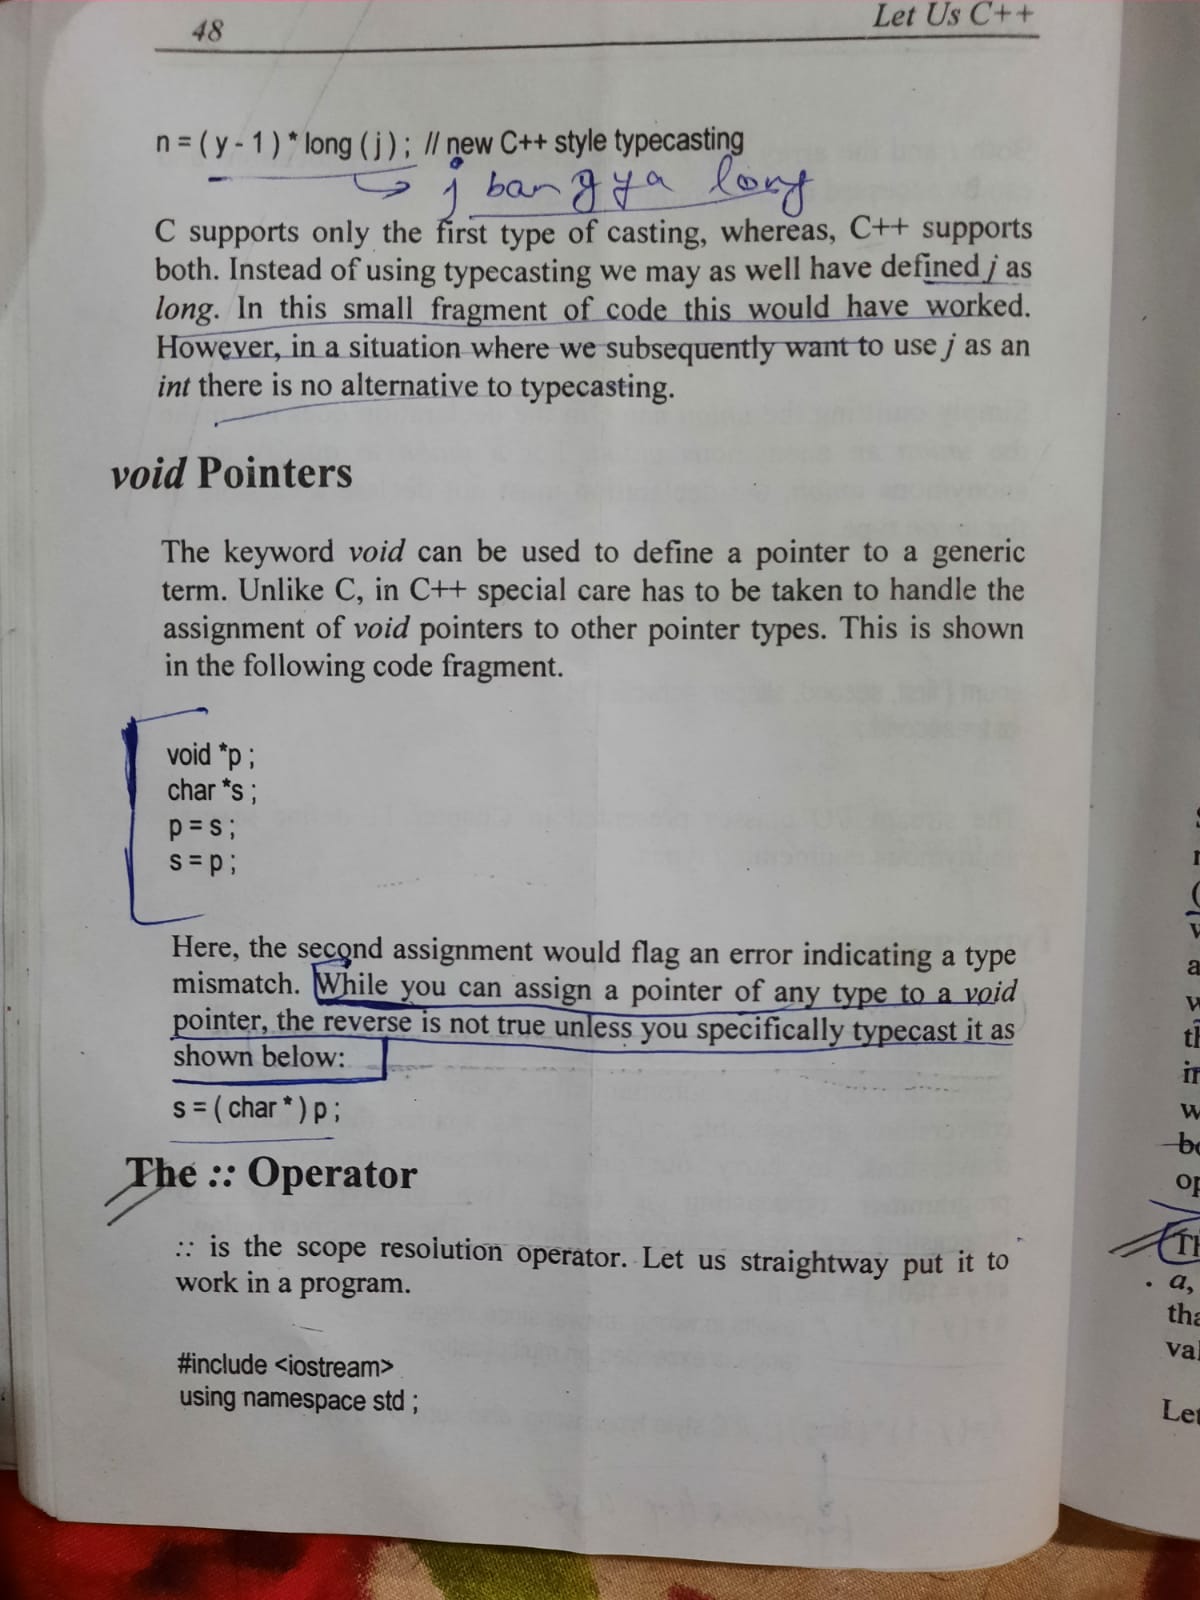 48
Let Us C++
n = ( y - 1 ) * long ( j ) ; // new C++ style typecasting
j bangya long
C supports only the first type of casting, whereas, C++ supports
both. Instead of using typecasting we may as well have defined j as
long. In this small fragment of code this would have worked.
However, in a situation where we subsequently want to use j as an
int there is no alternative to typecasting.
void Pointers
The keyword void can be used to define a pointer to a generic
term. Unlike C, in C++ special care has to be taken to handle the
assignment of void pointers to other pointer types. This is shown
in the following code fragment.
void *p ;
char *s ;
p = s ;
s = p ;
Here, the second assignment would flag an error indicating a type
mismatch. While you can assign a pointer of any type to a void
pointer, the reverse is not true unless you specifically typecast it as
shown below:
s = ( char * ) p ;
The :: Operator
:: is the scope resolution operator. Let us straightway put it to
work in a program.
#include <iostream>
using namespace std ;
a,
Let